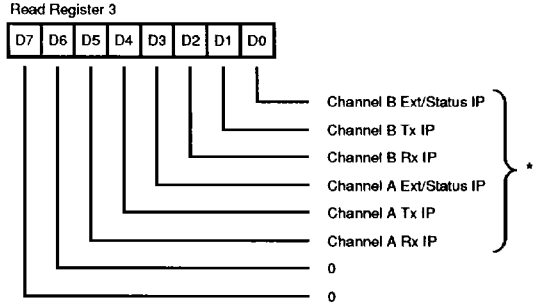 Read Register 3
D7 D6 D5 D4 D3 D2 D1 D0
Channel B Ext/Status IP
Channel B Tx IP
Channel B Rx IP
Channel A Ext/Status IP
*
Channel A Tx IP
Channel A Rx IP
0
0